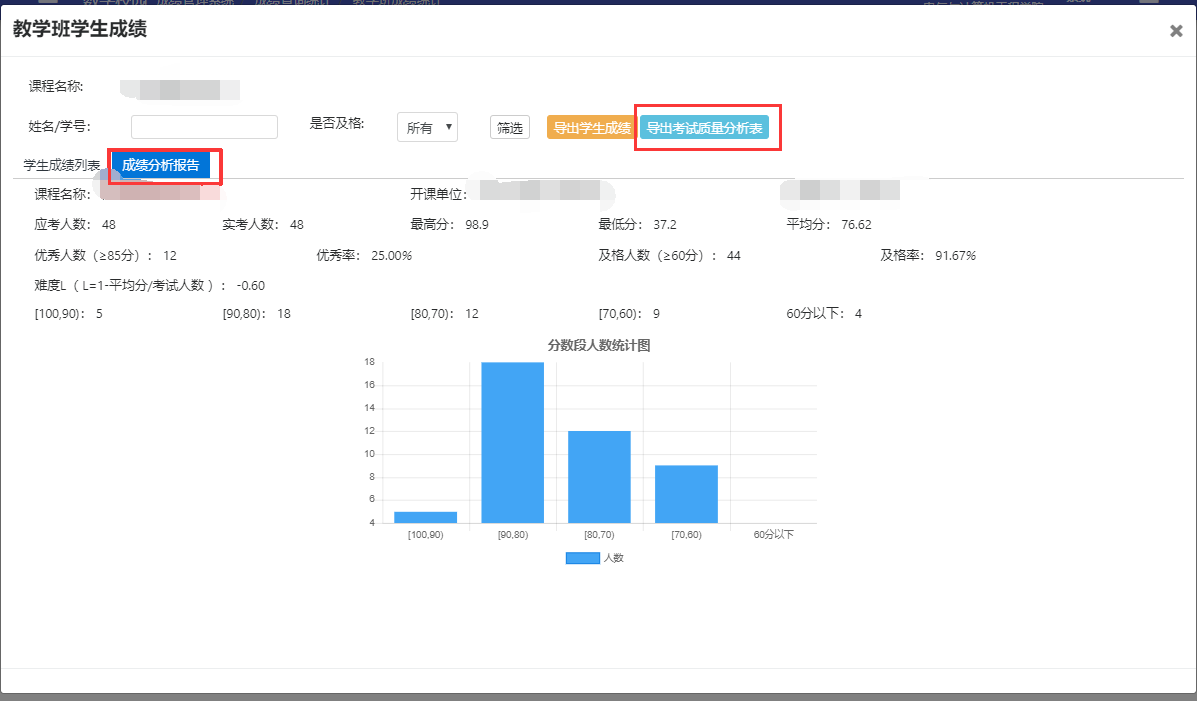 教学班学生成绩
×
课程名称:
姓名/学号:
是否及格:
所有
筛选
导出学生成绩
导出考试质量分析表
学生成绩列表
成绩分析报告
课程名称:
开课单位:
应考人数: 48
实考人数: 48
最高分: 98.9
最低分: 37.2
平均分: 76.62
优秀人数（≥85分）: 12
优秀率: 25.00%
及格人数（≥60分）: 44
及格率: 91.67%
难度L（ L=1-平均分/考试人数 ）: -0.60
[100,90): 5
[90,80): 18
[80,70): 12
[70,60): 9
60分以下: 4
分数段人数统计图
18
16
14
12
10
8
6
4
[100,90)
[90,80)
[80,70)
[70,60)
60分以下
人数